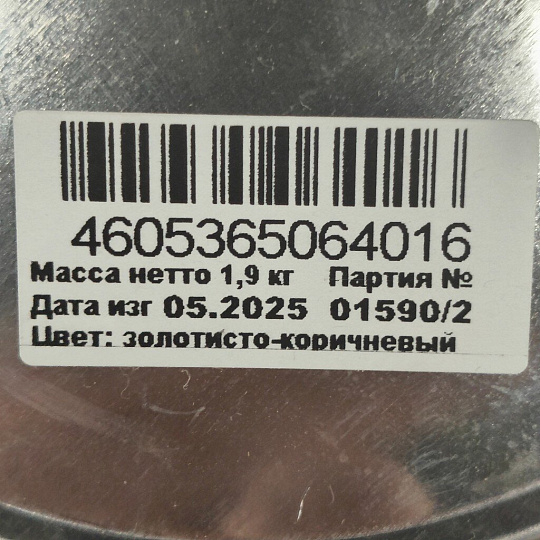 4605365064016
Масса нетто 1,9 кг Партия №
Дата изг 05.2025 01590/2
Цвет: золотисто-коричневый